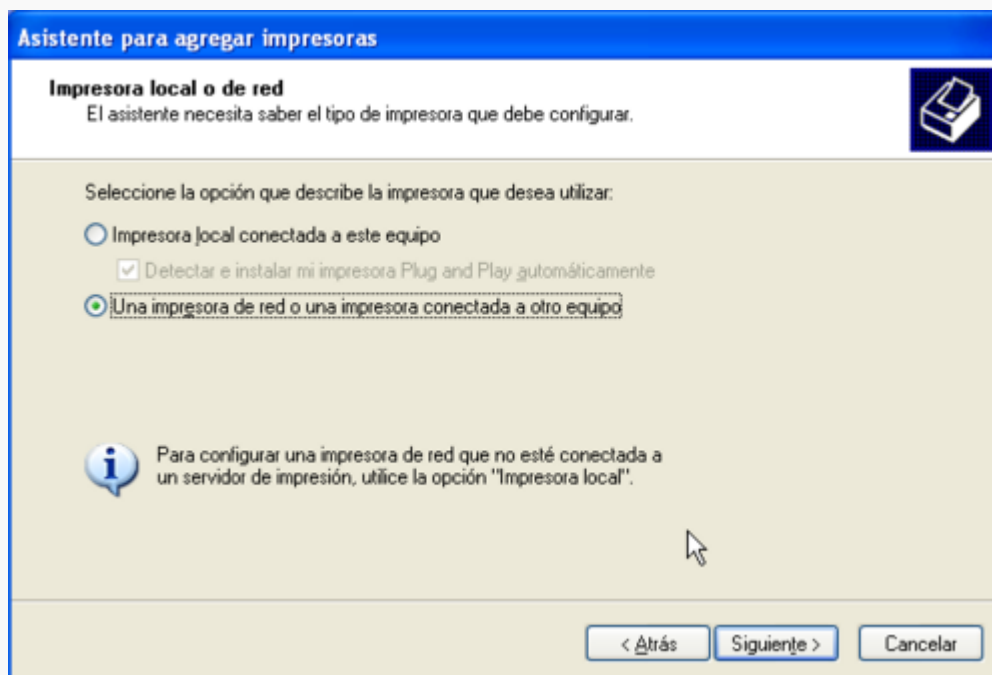 Asistente para agregar impresoras
Impresora local o de red
El asistente necesita saber el tipo de impresora que debe configurar.
Seleccione la opción que describe la impresora que desea utilizar:
Impresora local conectada a este equipo
Detectar e instalar mi impresora Plug and Play automáticamente
Una impresora de red o una impresora conectada a otro equipo
Para configurar una impresora de red que no esté conectada a
un servidor de impresión, utilice la opción "Impresora local".
< Atrás
Siguiente >
Cancelar